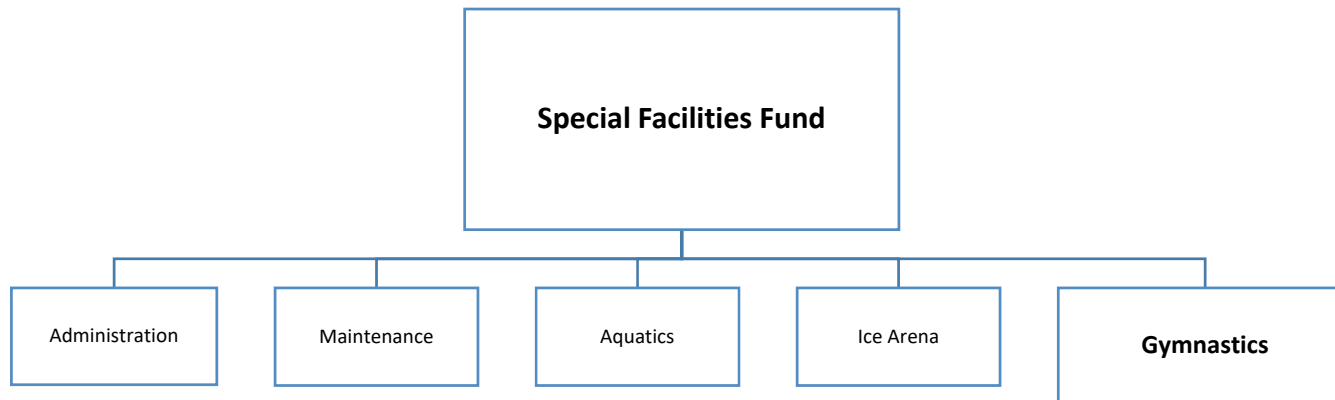 Special Facilities Fund
Administration
Maintenance
Aquatics
Ice Arena
Gymnastics